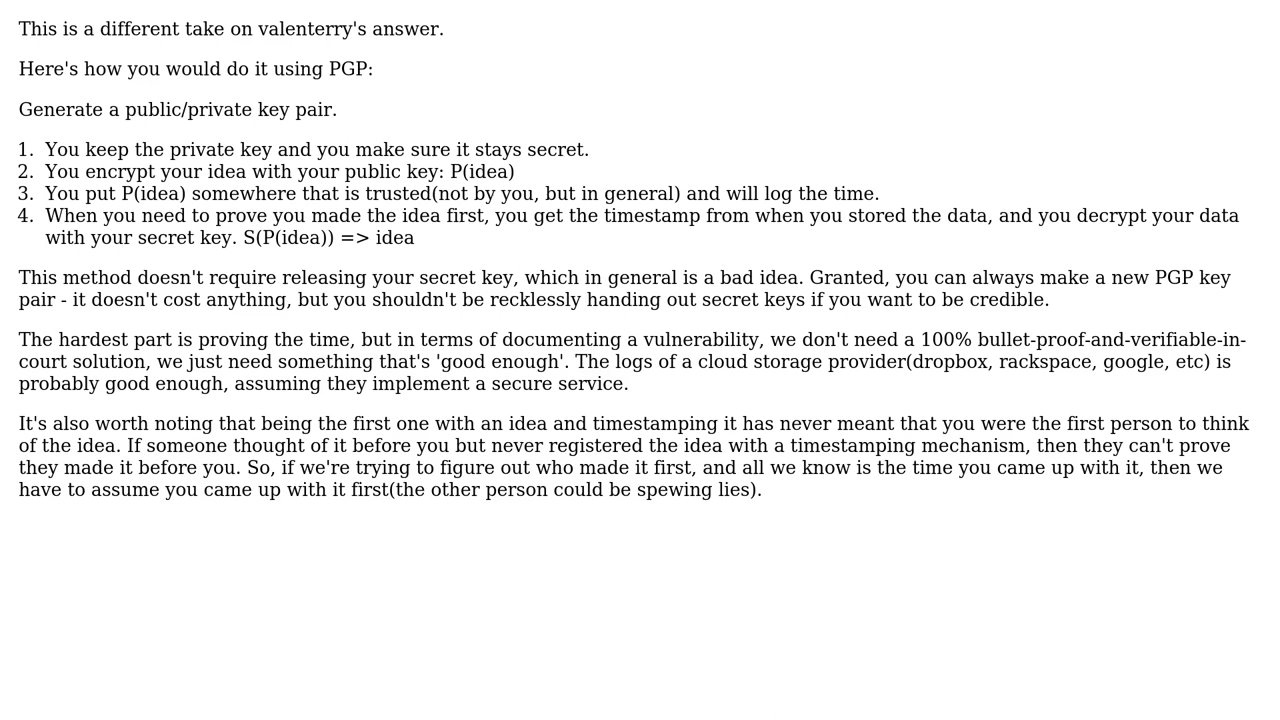 This is a different take on valenterry's answer.
Here's how you would do it using PGP:
Generate a public/private key pair.
1. You keep the private key and you make sure it stays secret.
2. You encrypt your idea with your public key: P(idea)
3. You put P(idea) somewhere that is trusted(not by you, but in general) and will log the time.
4. When you need to prove you made the idea first, you get the timestamp from when you stored the data, and you decrypt your data
with your secret key. S(P(idea)) => idea
This method doesn't require releasing your secret key, which in general is a bad idea. Granted, you can always make a new PGP key
pair - it doesn't cost anything, but you shouldn't be recklessly handing out secret keys if you want to be credible.
The hardest part is proving the time, but in terms of documenting a vulnerability, we don't need a 100% bullet-proof-and-verifiable-in-
court solution, we just need something that's 'good enough'. The logs of a cloud storage provider(dropbox, rackspace, google, etc) is
probably good enough, assuming they implement a secure service.
It's also worth noting that being the first one with an idea and timestamping it has never meant that you were the first person to think
of the idea. If someone thought of it before you but never registered the idea with a timestamping mechanism, then they can't prove
they made it before you. So, if we're trying to figure out who made it first, and all we know is the time you came up with it, then we
have to assume you came up with it first(the other person could be spewing lies).